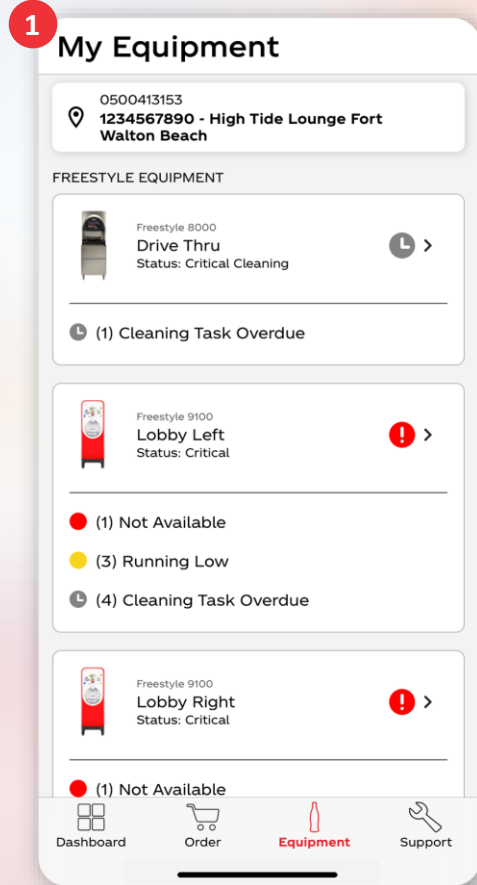 1
My Equipment
0500413153
1234567890 - High Tide Lounge Fort
Walton Beach
FREESTYLE EQUIPMENT
Freestyle 8000
Drive Thru
Status: Critical Cleaning
(1) Cleaning Task Overdue
Freestyle 9100
Lobby Left
Status: Critical
(1) Not Available
(3) Running Low
(4) Cleaning Task Overdue
Freestyle 9100
Lobby Right
Status: Critical
(1) Not Available
Dashboard
Order
Equipment
Support